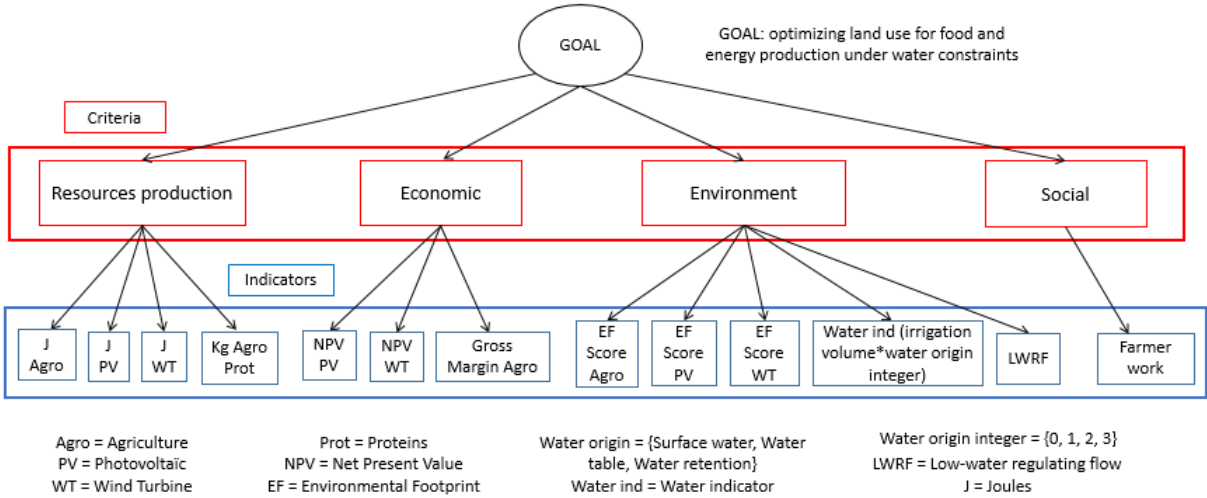 GOAL
GOAL: optimizing land use for food and
energy production under water constraints
Criteria
Resources production
Economic
Environment
Social
Indicators
J
Agro
J
PV
J
WT
Kg Agro
Prot
NPV
PV
NPV
WT
Gross
Margin Agro
EF
Score
Agro
EF
Score
PV
EF
Score
WT
Water ind (irrigation
volume*water origin
integer)
LWRF
Farmer
work
Agro = Agriculture
PV = Photovoltaïc
WT = Wind Turbine
Prot = Proteins
NPV = Net Present Value
EF = Environmental Footprint
Water origin = {Surface water, Water
table, Water retention}
Water ind = Water indicator
Water origin integer = {0, 1, 2, 3}
LWRF = Low-water regulating flow
J = Joules